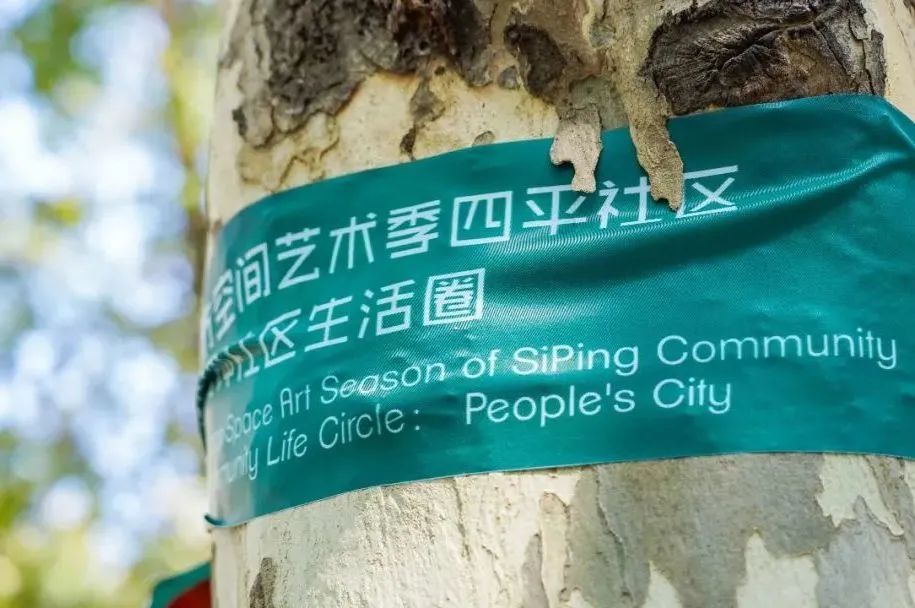 空间艺术季四平社区
社区生活圈
Space Art Season of SiPing Community
Life Circle: People's City